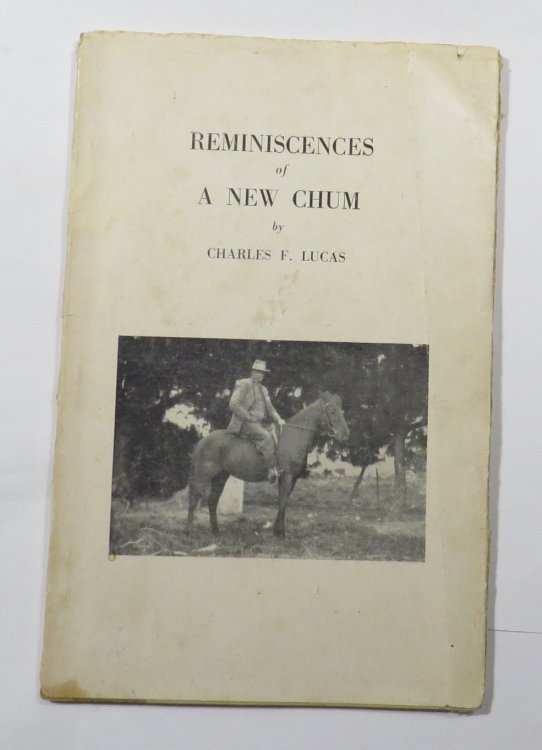 REMINISCENCES
of
A NEW CHUM
by
CHARLES F. LUCAS